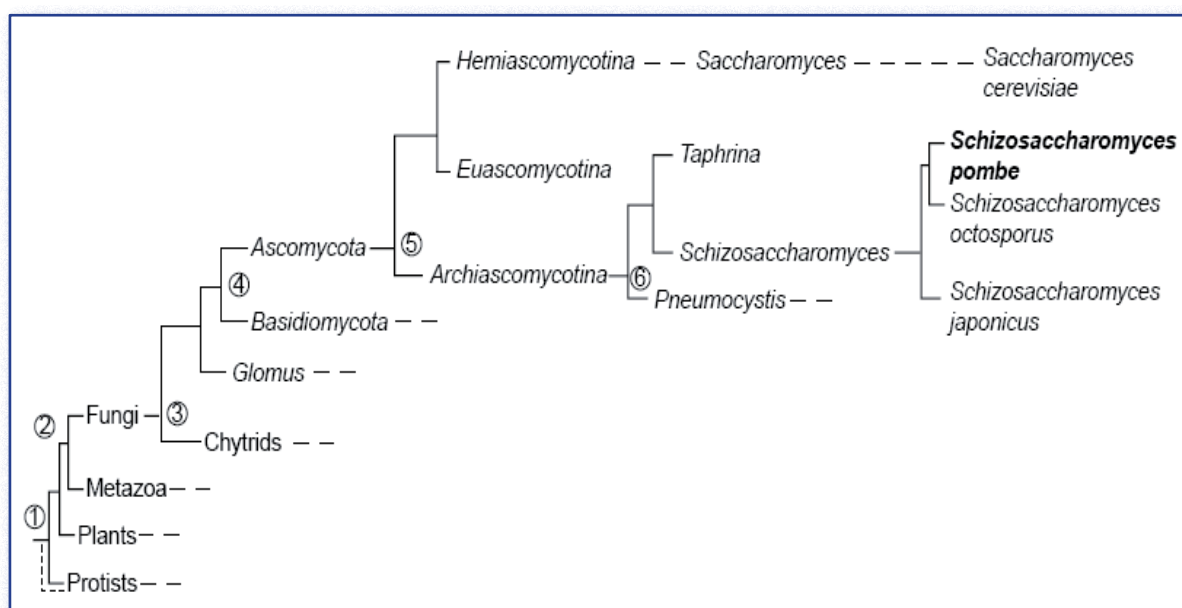 Hemiascomycotina Saccharomyces Saccharomyces
cerevisiae
Schizosaccharomyces
pombe
Taphrina
Euascomycotina
Schizosaccharomyces
octosporus
Ascomycota ⑤
Schizosaccharomyces
Archiascomycotina ⑥
④
Pneumocystis
Schizosaccharomyces
japonicus
Basidiomycota
Glomus
② Fungi ③
Chytrids
Metazoa
①
Plants
Protists